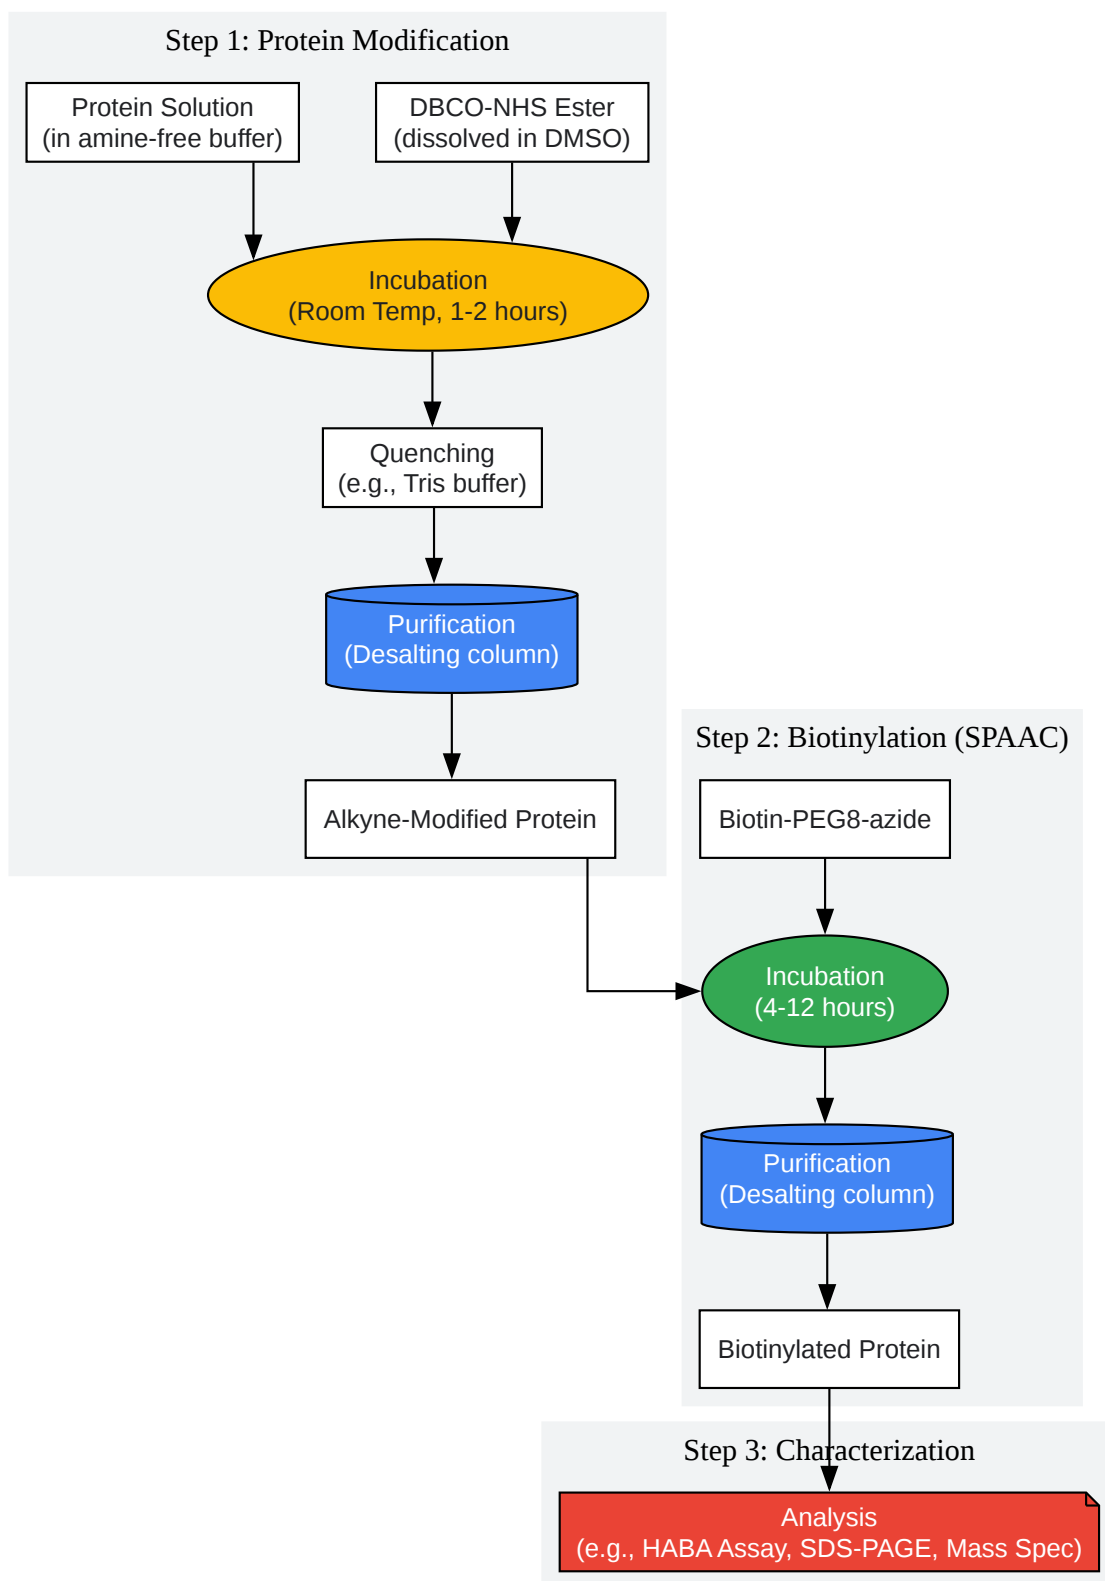 Step 1: Protein Modification
Protein Solution
(in amine-free buffer)
DBCO-NHS Ester
(dissolved in DMSO)
Incubation
(Room Temp, 1-2 hours)
Quenching
(e.g., Tris buffer)
Purification
(Desalting column)
Alkyne-Modified Protein
Step 2: Biotinylation (SPAAC)
Biotin-PEG8-azide
Incubation
(4-12 hours)
Purification
(Desalting column)
Biotinylated Protein
Step 3: Characterization
Analysis
(e.g., HABA Assay, SDS-PAGE, Mass Spec)